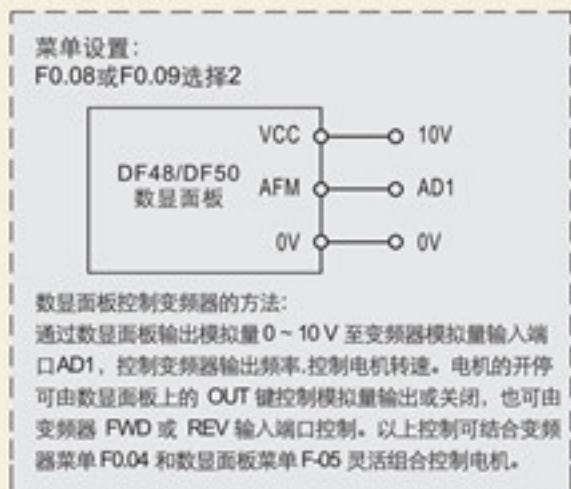 菜单设置：
F0.08或F0.09选择2
VCC 10V
DF48/DF50
数显面板
AFM AD1
0V 0V
数显面板控制变频器的方法：
通过数显面板输出模拟量0～10V至变频器模拟量输入端
口AD1，控制变频器输出频率.控制电机转速。电机的开停
可由数显面板上的 OUT 键控制模拟量输出或关闭，也可由
变频器 FWD 或 REV 输入端口控制。以上控制可结合变频
器菜单 F0.04 和数显面板菜单 F-05 灵活组合控制电机。